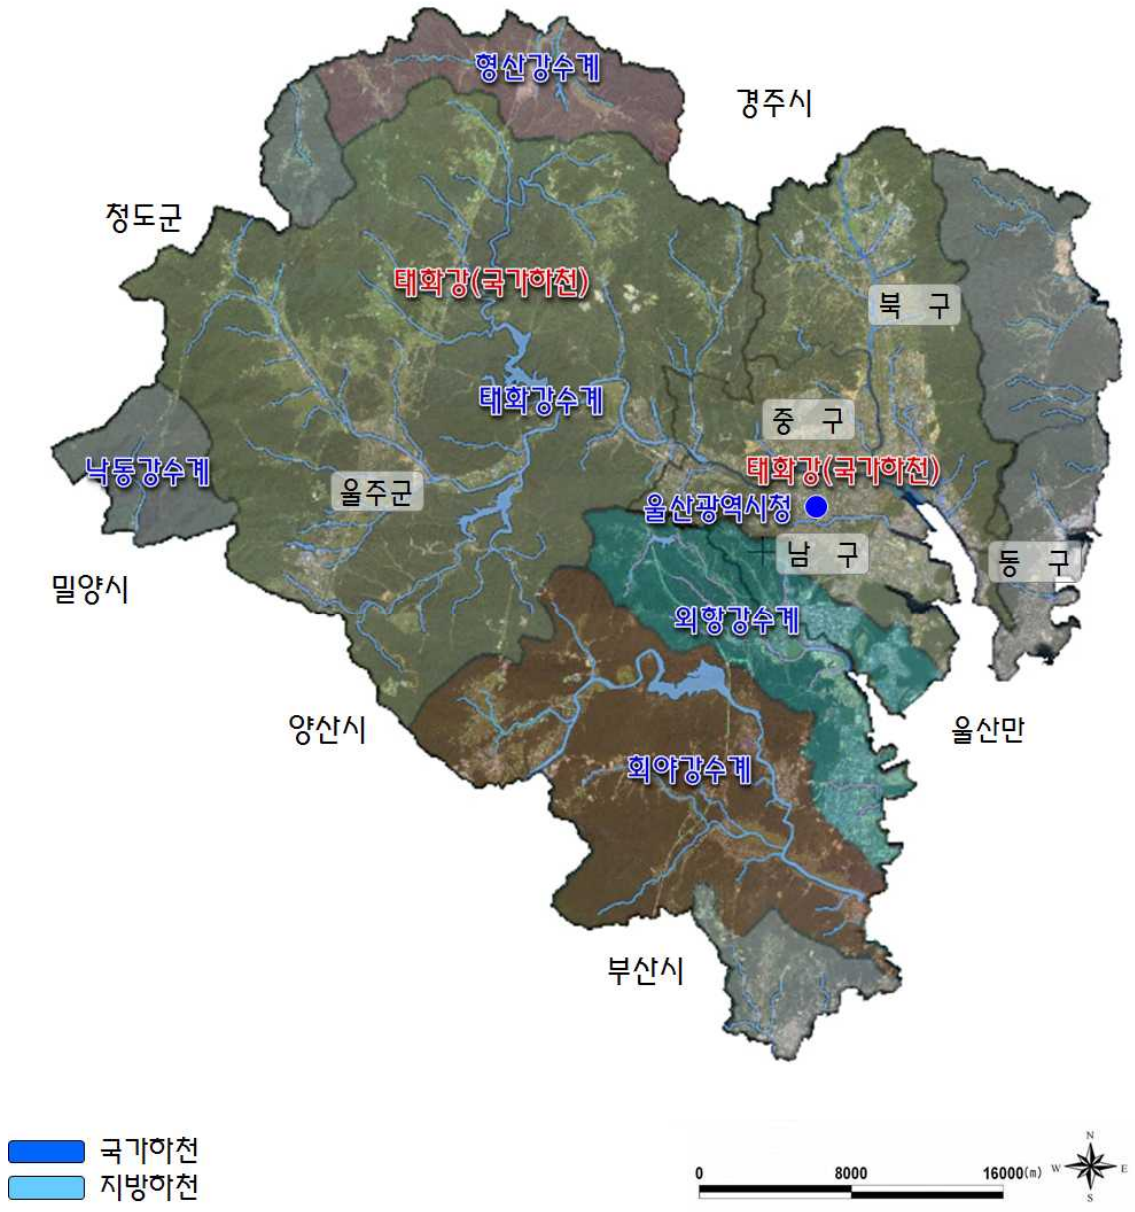 형산강수계
경주시
청도군
태화강(국가하천)
북 구
태화강수계
중 구
낙동강수계
태화강(국가하천)
울주군
울산광역시청
남 구
동 구
밀양시
외항강수계
양산시
울산만
회야강수계
부산시
국가하천
지방하천
0 8000 16000(m)
N
W E
S